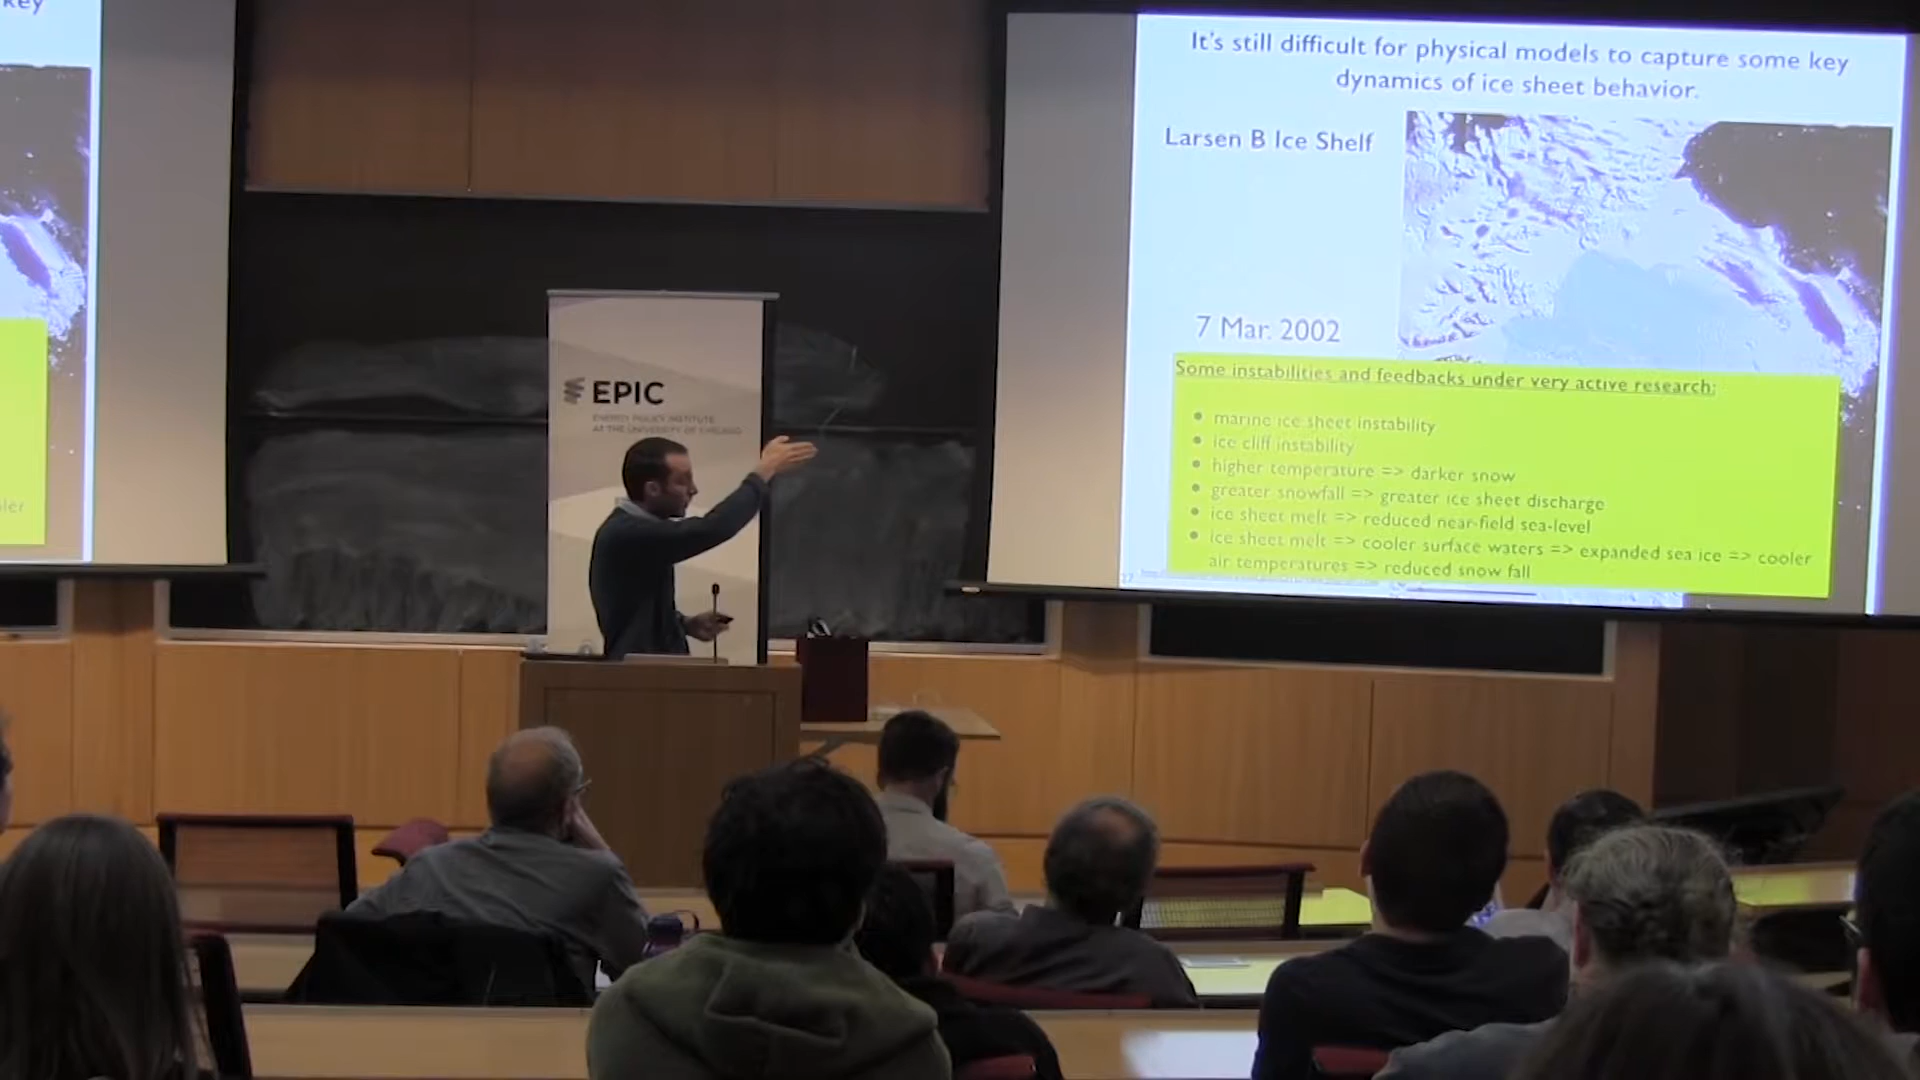 key
ler
EPIC
ENERGY POLICY INSTITUTE
AT THE UNIVERSITY OF CHICAGO
It's still difficult for physical models to capture some key
dynamics of ice sheet behavior.
Larsen B Ice Shelf
7 Mar. 2002
Some instabilities and feedbacks under very active research:
• marine ice sheet instability
• ice cliff instability
• higher temperature => darker snow
• greater snowfall => greater ice sheet discharge
• ice sheet melt => reduced near-field sea-level
• ice sheet melt => cooler surface waters => expanded sea ice => cooler
air temperatures => reduced snow fall